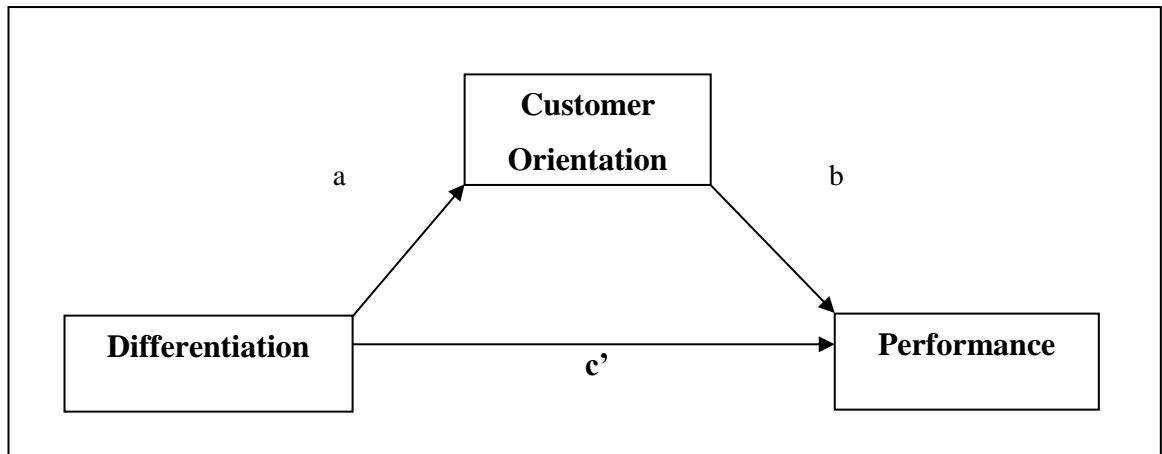 Customer
Orientation
a
b
Differentiation
Performance
c’